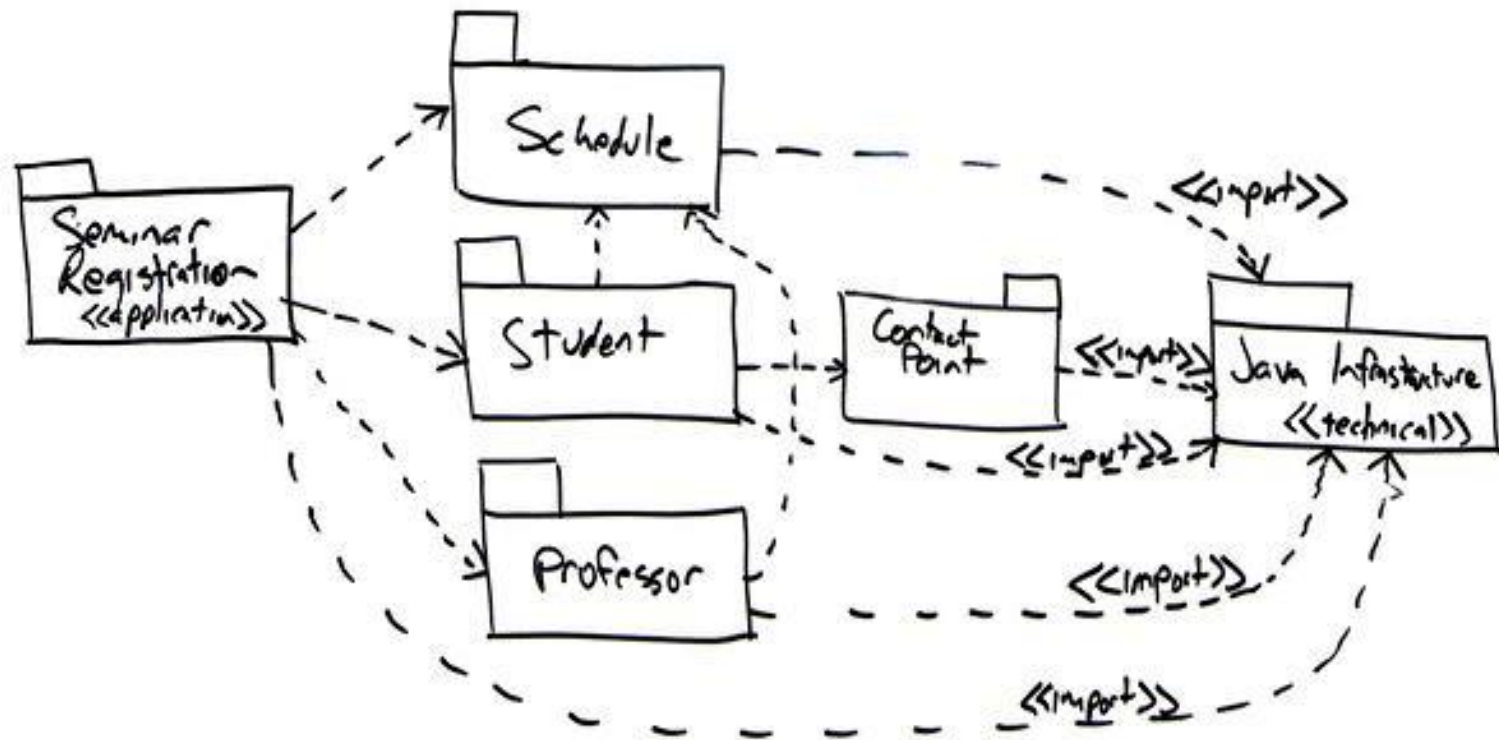 Schedule
<<import>>
Seminar
Registration
<<application>>
Student
Contact
Point
<<import>>
Java Infrastructure
<<technical>>
<<import>>
Professor
<<import>>
<<import>>